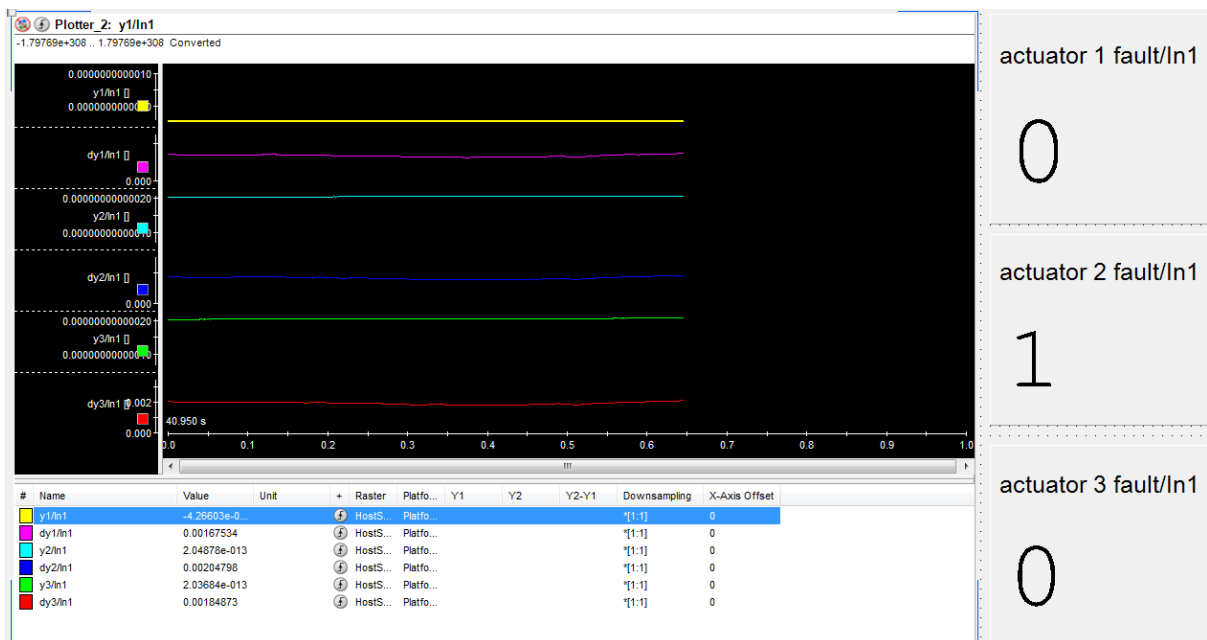 Plotter_2: y1/In1
-1.79769e+308 .. 1.79769e+308 Converted
0.0000000000010
y1/In1 []
dy1/In1 []
0.000
0.00000000000020
y2/In1 []
dy2/In1 []
0.000
0.00000000000020
y3/In1 []
dy3/In1
0.002
0.000
40.950 s
0.0 0.1 0.2 0.3 0.4 0.5 0.6 0.7 0.8 0.9 1.0
# Name Value Unit + Raster Platfo... Y1 Y2 Y2-Y1 Downsampling X-Axis Offset
y1/In1 -4.26603e-0... HostS... Platfo... *[1:1] 0
dy1/In1 0.00167534 HostS... Platfo... *[1:1] 0
y2/In1 2.04878e-013 HostS... Platfo... *[1:1] 0
dy2/In1 0.00204798 HostS... Platfo... *[1:1] 0
y3/In1 2.03684e-013 HostS... Platfo... *[1:1] 0
dy3/In1 0.00184873 HostS... Platfo... *[1:1] 0
actuator 1 fault/In1
0
actuator 2 fault/In1
1
actuator 3 fault/In1
0